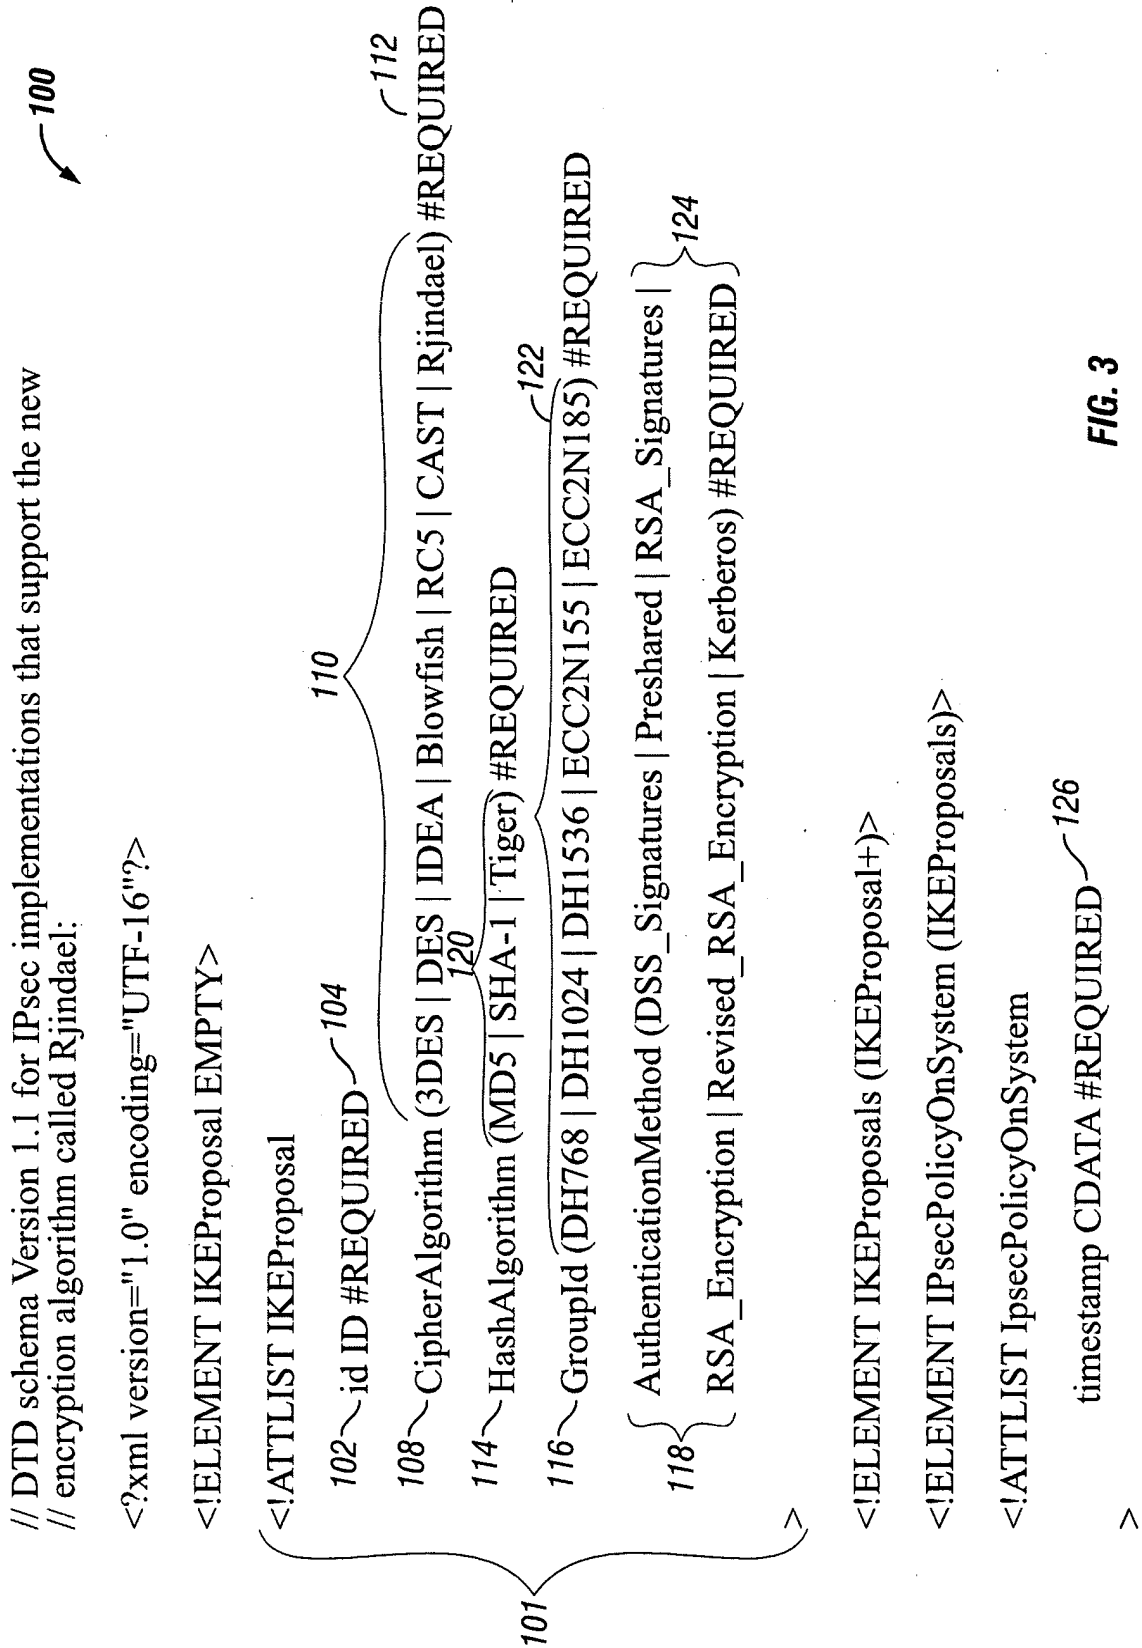 // DTD schema Version 1.1 for IPsec implementations that support the new
// encryption algorithm called Rjindael:
100
<?xml version="1.0" encoding="UTF-16"?>
<!ELEMENT IKEProposal EMPTY>
101
<!ATTLIST IKEProposal
102 id ID #REQUIRED 104
110
112
108 CipherAlgorithm (3DES | DES | IDEA | Blowfish | RC5 | CAST | Rjindael) #REQUIRED
120
114 HashAlgorithm (MD5 | SHA-1 | Tiger) #REQUIRED
122
116 GroupId (DH768 | DH1024 | DH1536 | ECC2N155 | ECC2N185) #REQUIRED
118
AuthenticationMethod (DSS_Signatures | Preshared | RSA_Signatures |
RSA_Encryption | Revised_RSA_Encryption | Kerberos) #REQUIRED
124
>
<!ELEMENT IKEProposals (IKEProposal+)>
<!ELEMENT IPsecPolicyOnSystem (IKEProposals)>
<!ATTLIST IpsecPolicyOnSystem
timestamp CDATA #REQUIRED 126
>
FIG. 3